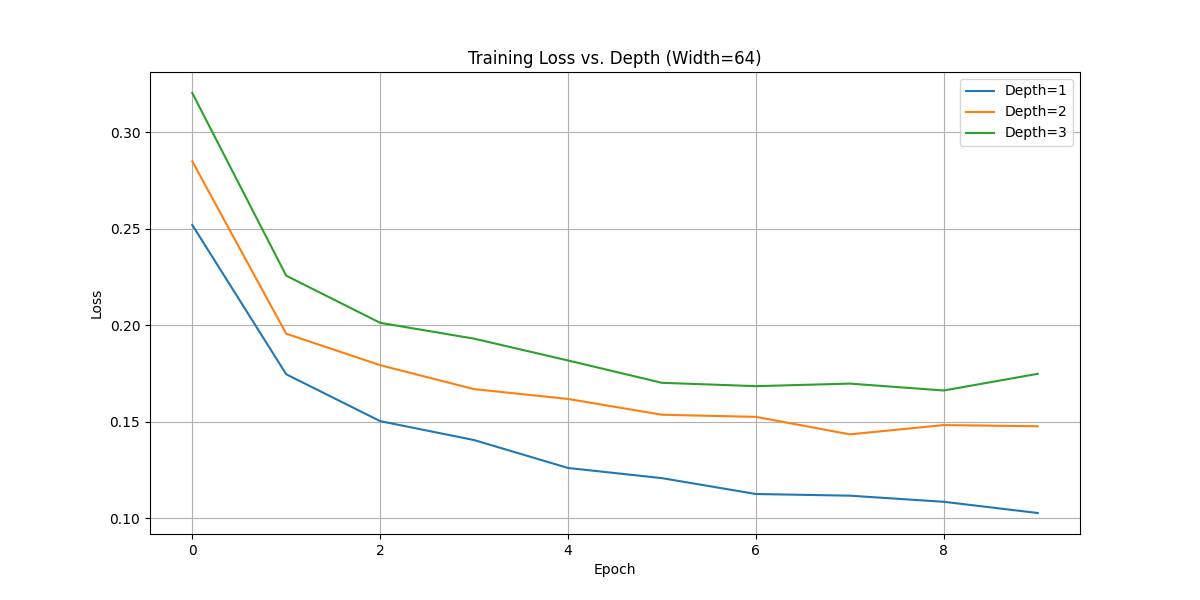 Training Loss vs. Depth (Width=64)
Depth=1
Depth=2
Depth=3
Loss
0.30
0.25
0.20
0.15
0.10
0 2 4 6 8
Epoch